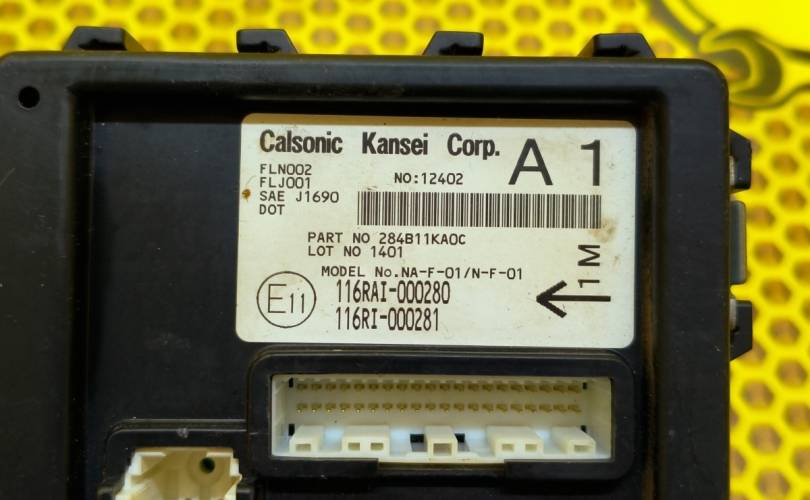 Calsonic Kansei Corp.
A 1
FLN002
FLJ001
NO:12402
SAE J1690
DOT
PART NO 284B11KA0C
LOT NO 1401
MODEL No.NA-F-01/N-F-01
1M
E11
116RAI-000280
116RI-000281